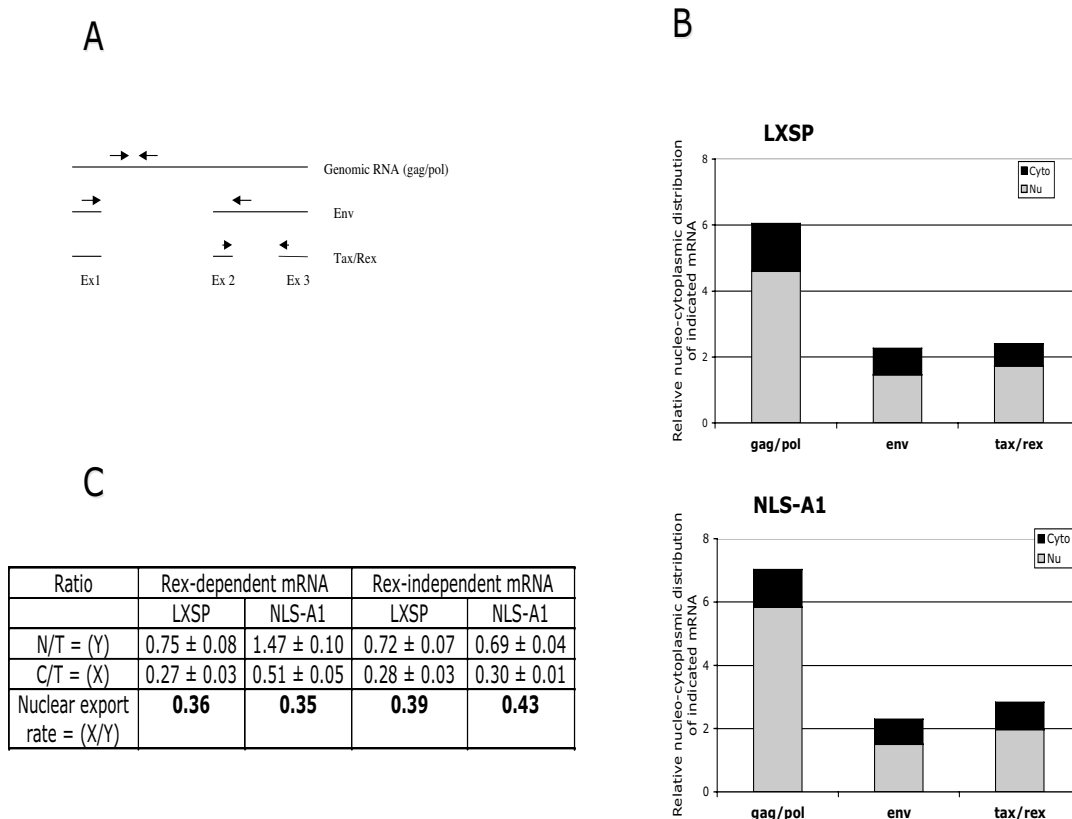 A
Genomic RNA (gag/pol)
Env
Tax/Rex
Ex1
Ex 2
Ex 3
B
LXSP
Relative nucleo-cytoplasmic distribution
of indicated mRNA
8
6
4
2
0
Cyto
Nu
gag/pol
env
tax/rex
NLS-A1
Relative nucleo-cytoplasmic distribution
of indicated mRNA
8
6
4
2
0
Cyto
Nu
gag/pol
env
tax/rex
C
Ratio Rex-dependent mRNA Rex-independent mRNA
LXSP NLS-A1 LXSP NLS-A1
N/T = (Y) 0.75 ± 0.08 1.47 ± 0.10 0.72 ± 0.07 0.69 ± 0.04
C/T = (X) 0.27 ± 0.03 0.51 ± 0.05 0.28 ± 0.03 0.30 ± 0.01
Nuclear export 0.36 0.35 0.39 0.43
rate = (X/Y)